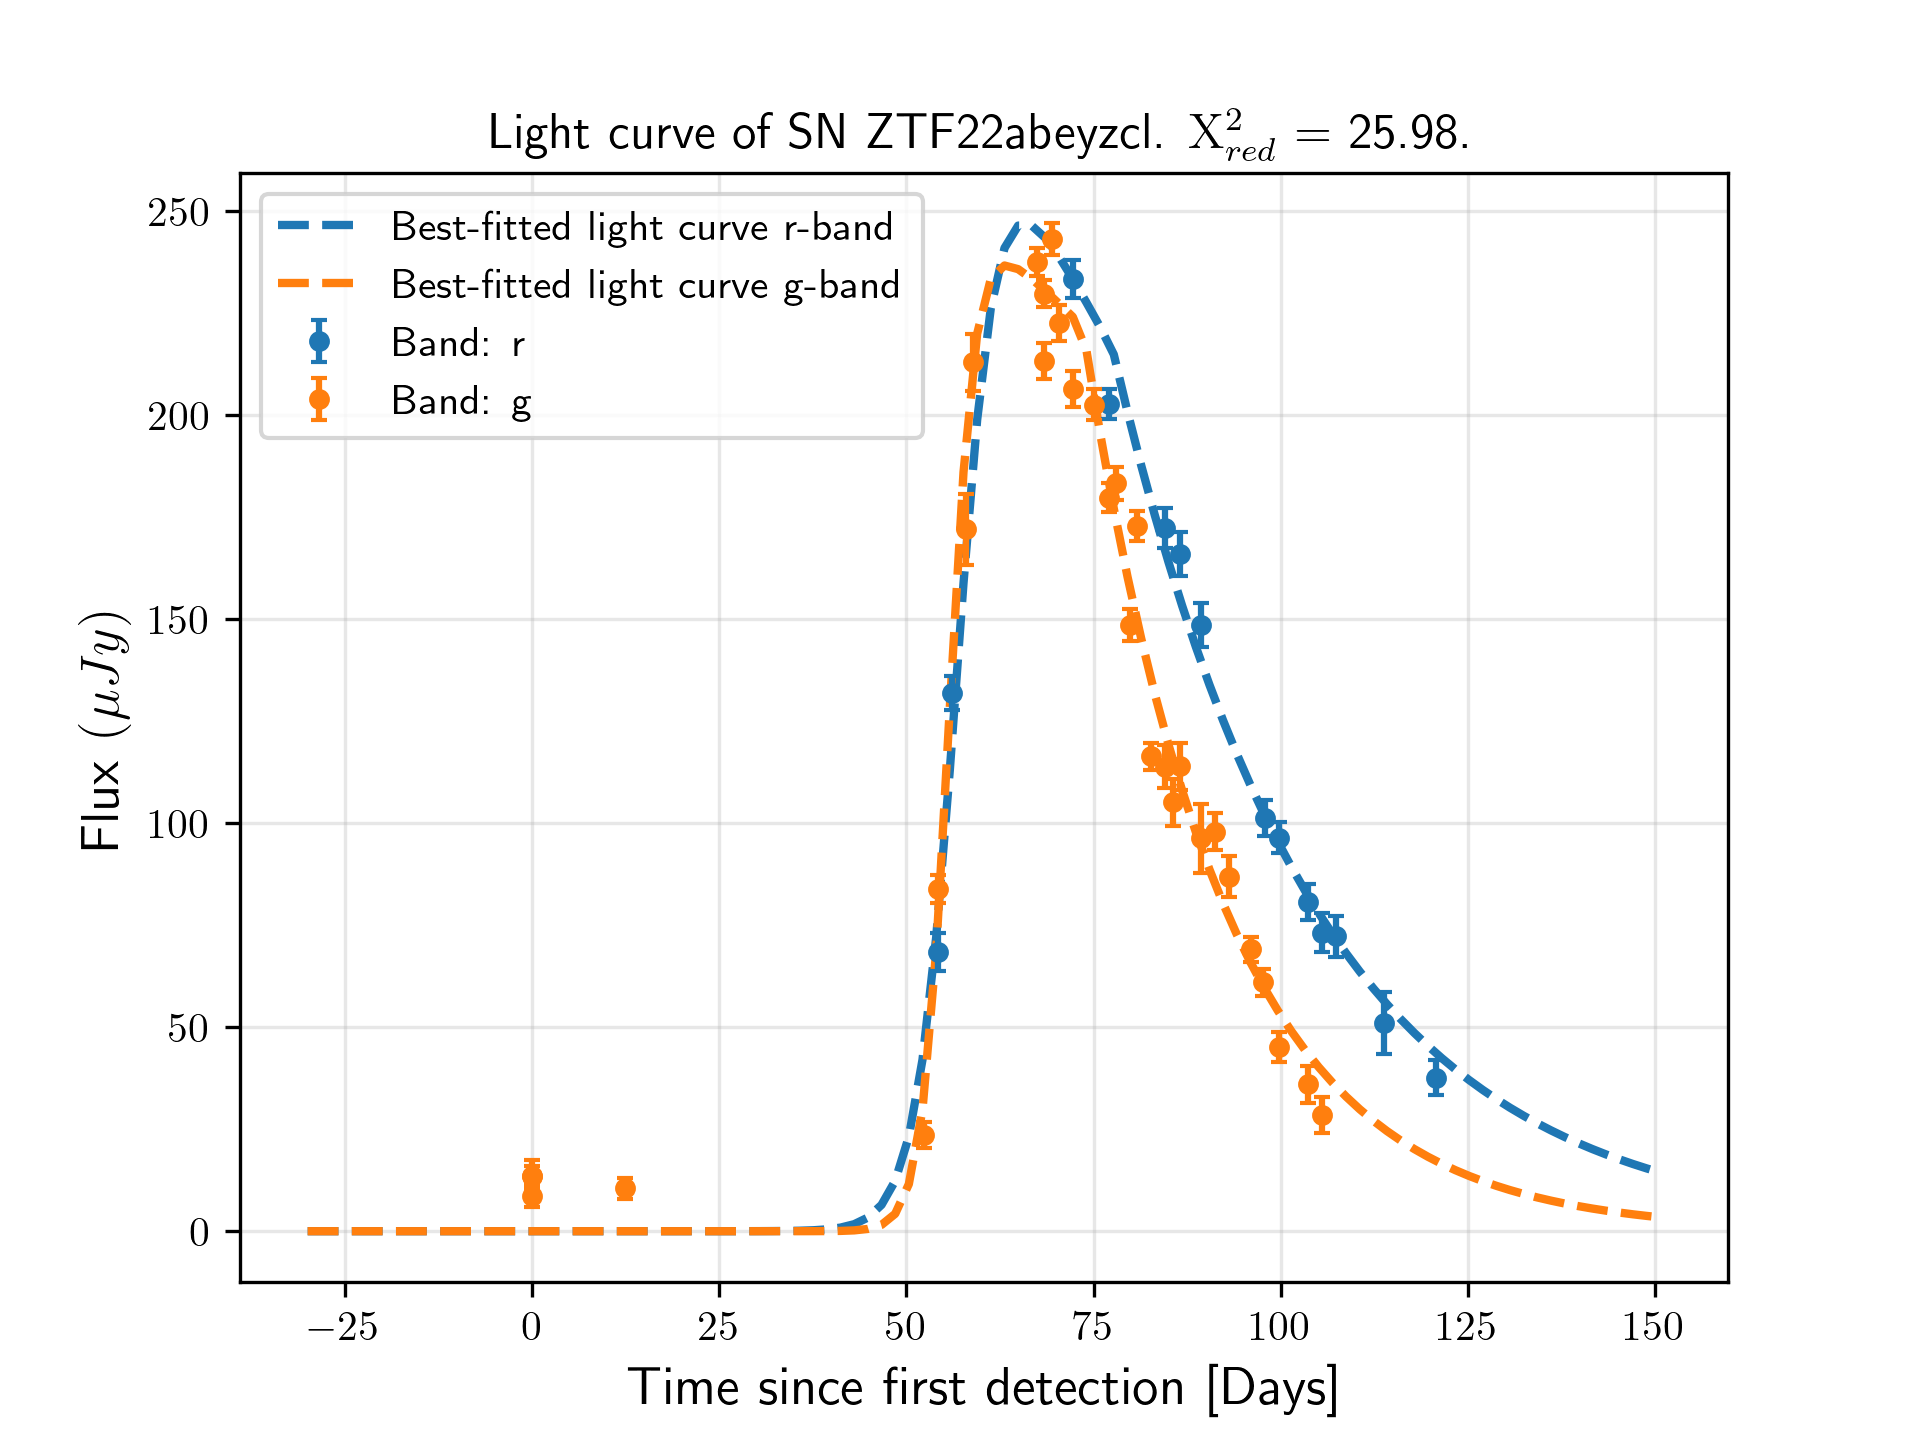 Light curve of SN ZTF22abeyzcl. X²_red = 25.98.
Best-fitted light curve r-band
Best-fitted light curve g-band
Band: r
Band: g
250
200
150
100
50
0
Flux (μJy)
−25 0 25 50 75 100 125 150
Time since first detection [Days]